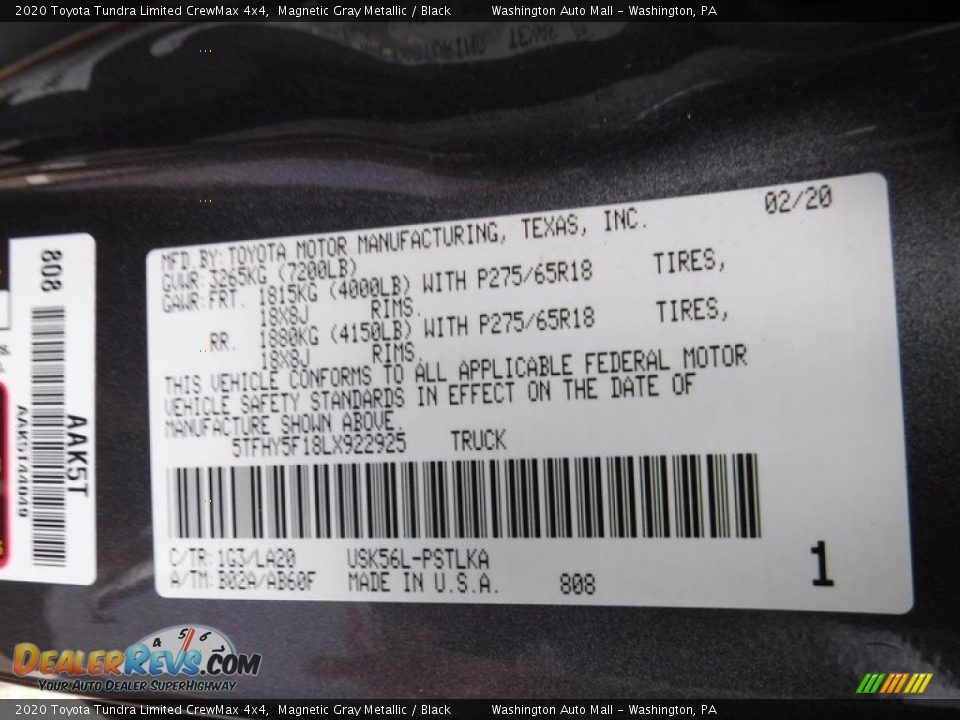 2020 Toyota Tundra Limited CrewMax 4x4, Magnetic Gray Metallic / Black Washington Auto Mall - Washington, PA
02/20
MFD. BY: TOYOTA MOTOR MANUFACTURING, TEXAS, INC.
GVWR: 3265KG (7200LB)
GAWR: FRT. 1815KG (4000LB) WITH P275/65R18 TIRES,
18X8J RIMS.
RR. 1880KG (4150LB) WITH P275/65R18 TIRES,
18X8J RIMS.
THIS VEHICLE CONFORMS TO ALL APPLICABLE FEDERAL MOTOR
VEHICLE SAFETY STANDARDS IN EFFECT ON THE DATE OF
MANUFACTURE SHOWN ABOVE.
5TFHY5F18LX922925 TRUCK
C/TR: 1G3/LA20 USK56L-PSTLKA
A/TM: B02A/AB60F MADE IN U.S.A. 808
1
808
AAK5T
AAK5T44049
DEALERREVS.COM
4 5 6
YOUR AUTO DEALER SUPERHIGHWAY
2020 Toyota Tundra Limited CrewMax 4x4, Magnetic Gray Metallic / Black Washington Auto Mall - Washington, PA